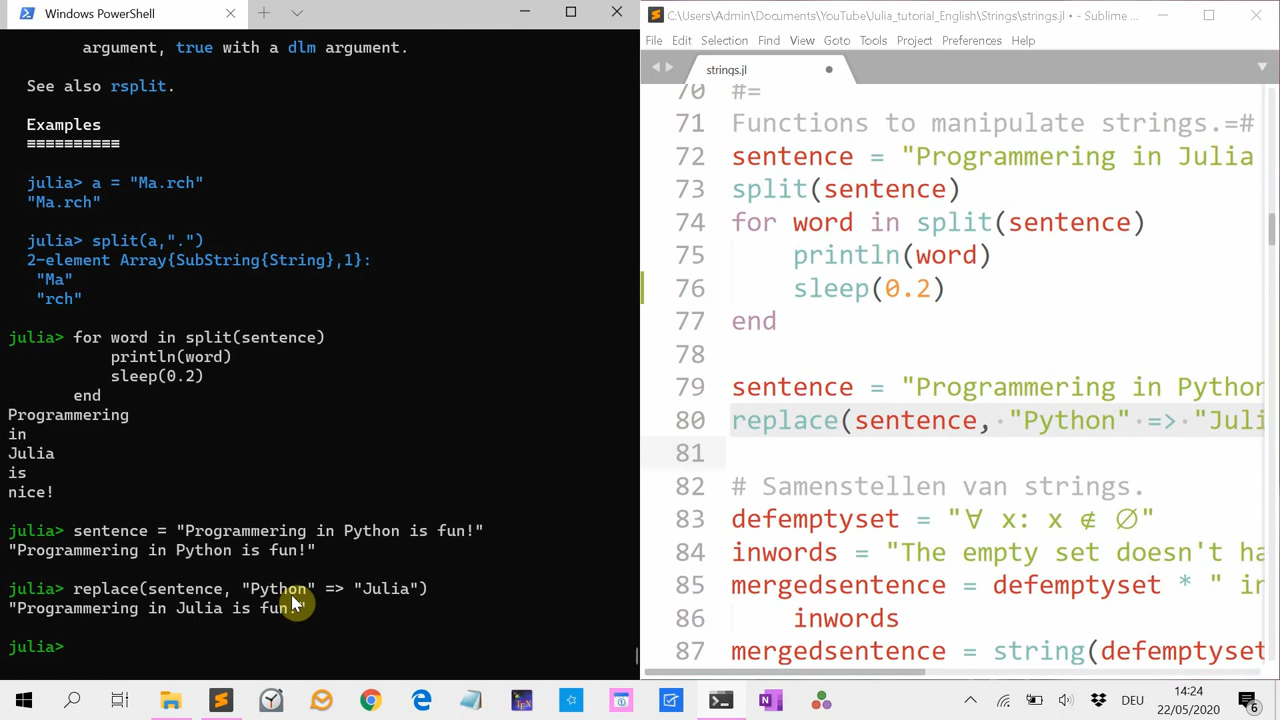 Windows PowerShell
argument, true with a dlm argument.
See also rsplit.
Examples
==========
julia> a = "Ma.rch"
"Ma.rch"
julia> split(a,".")
2-element Array{SubString{String},1}:
"Ma"
"rch"
julia> for word in split(sentence)
println(word)
sleep(0.2)
end
Programmering
in
Julia
is
nice!
julia> sentence = "Programmering in Python is fun!"
"Programmering in Python is fun!"
julia> replace(sentence, "Python" => "Julia")
"Programmering in Julia is fun
julia>
C:\Users\Admin\Documents\YouTube\Julia_tutorial_English\Strings\strings.jl • - Sublime ...
File Edit Selection Find View Goto Tools Project Preferences Help
strings.jl
70 #=
71 Functions to manipulate strings.=#
72 sentence = "Programmering in Julia
73 split(sentence)
74 for word in split(sentence)
75 println(word)
76 sleep(0.2)
77 end
78
79 sentence = "Programmering in Python
80 replace(sentence, "Python" => "Juli
81
82 # Samenstellen van strings.
83 defemptyset = "∀ x: x ∉ ∅"
84 inwords = "The empty set doesn't ha
85 mergedsentence = defemptyset * " in
86 inwords
87 mergedsentence = string(defemptyset
DEU
14:24
22/05/2020
6